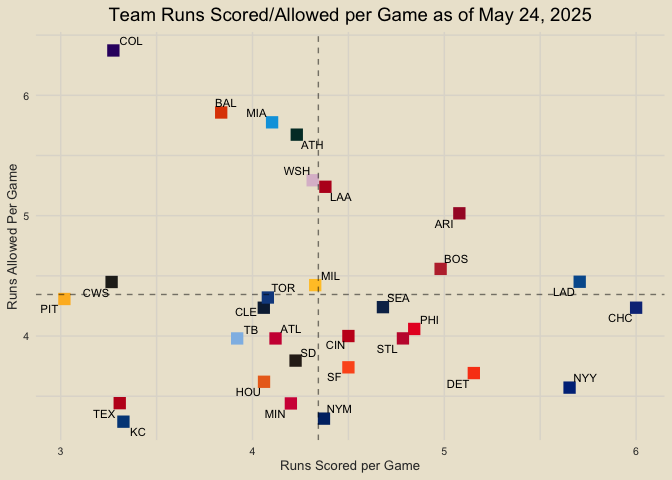 Team Runs Scored/Allowed per Game as of May 24, 2025
COL
6
BAL
MIA
ATH
WSH
LAA
5
ARI
BOS
MIL
TOR
LAD
CWS
SEA
PIT
CLE
CHC
PHI
TB
ATL
4
CIN
STL
SD
SF
NYY
DET
HOU
NYM
TEX
MIN
KC
3
4
5
6
Runs Scored per Game
Runs Allowed Per Game